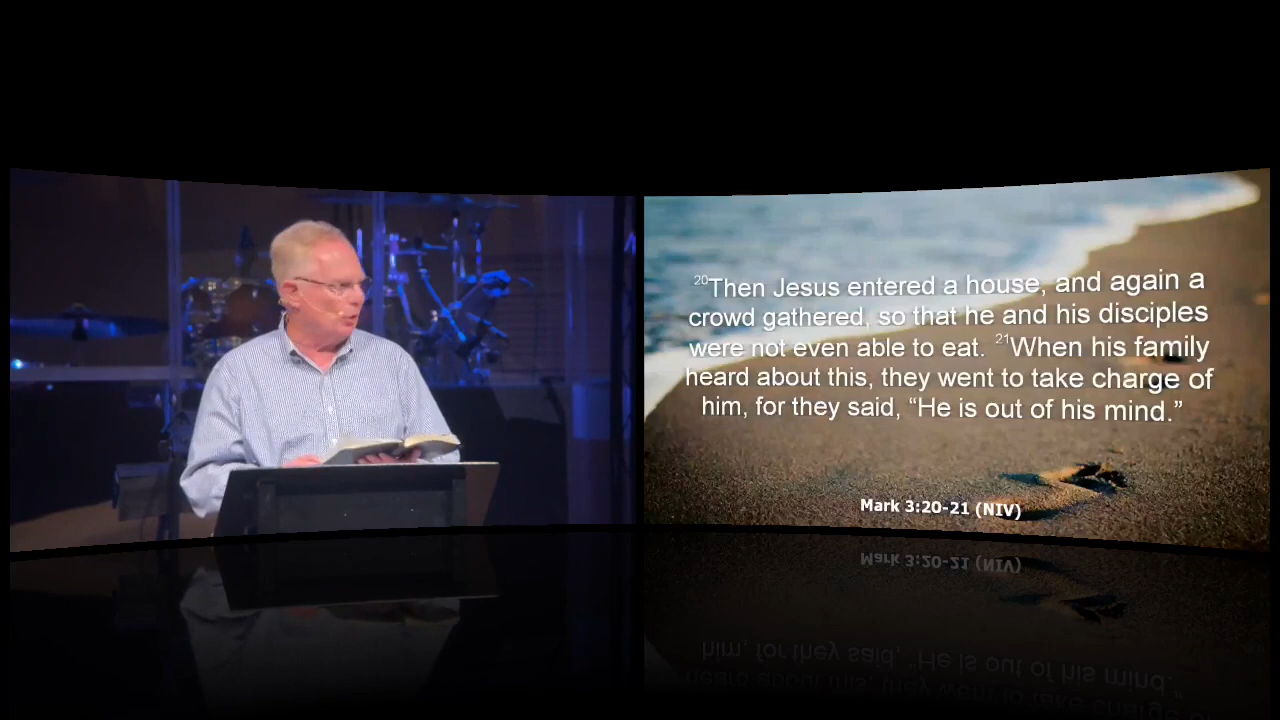 ²⁰Then Jesus entered a house, and again a
crowd gathered, so that he and his disciples
were not even able to eat. ²¹When his family
heard about this, they went to take charge of
him, for they said, “He is out of his mind.”
Mark 3:20-21 (NIV)